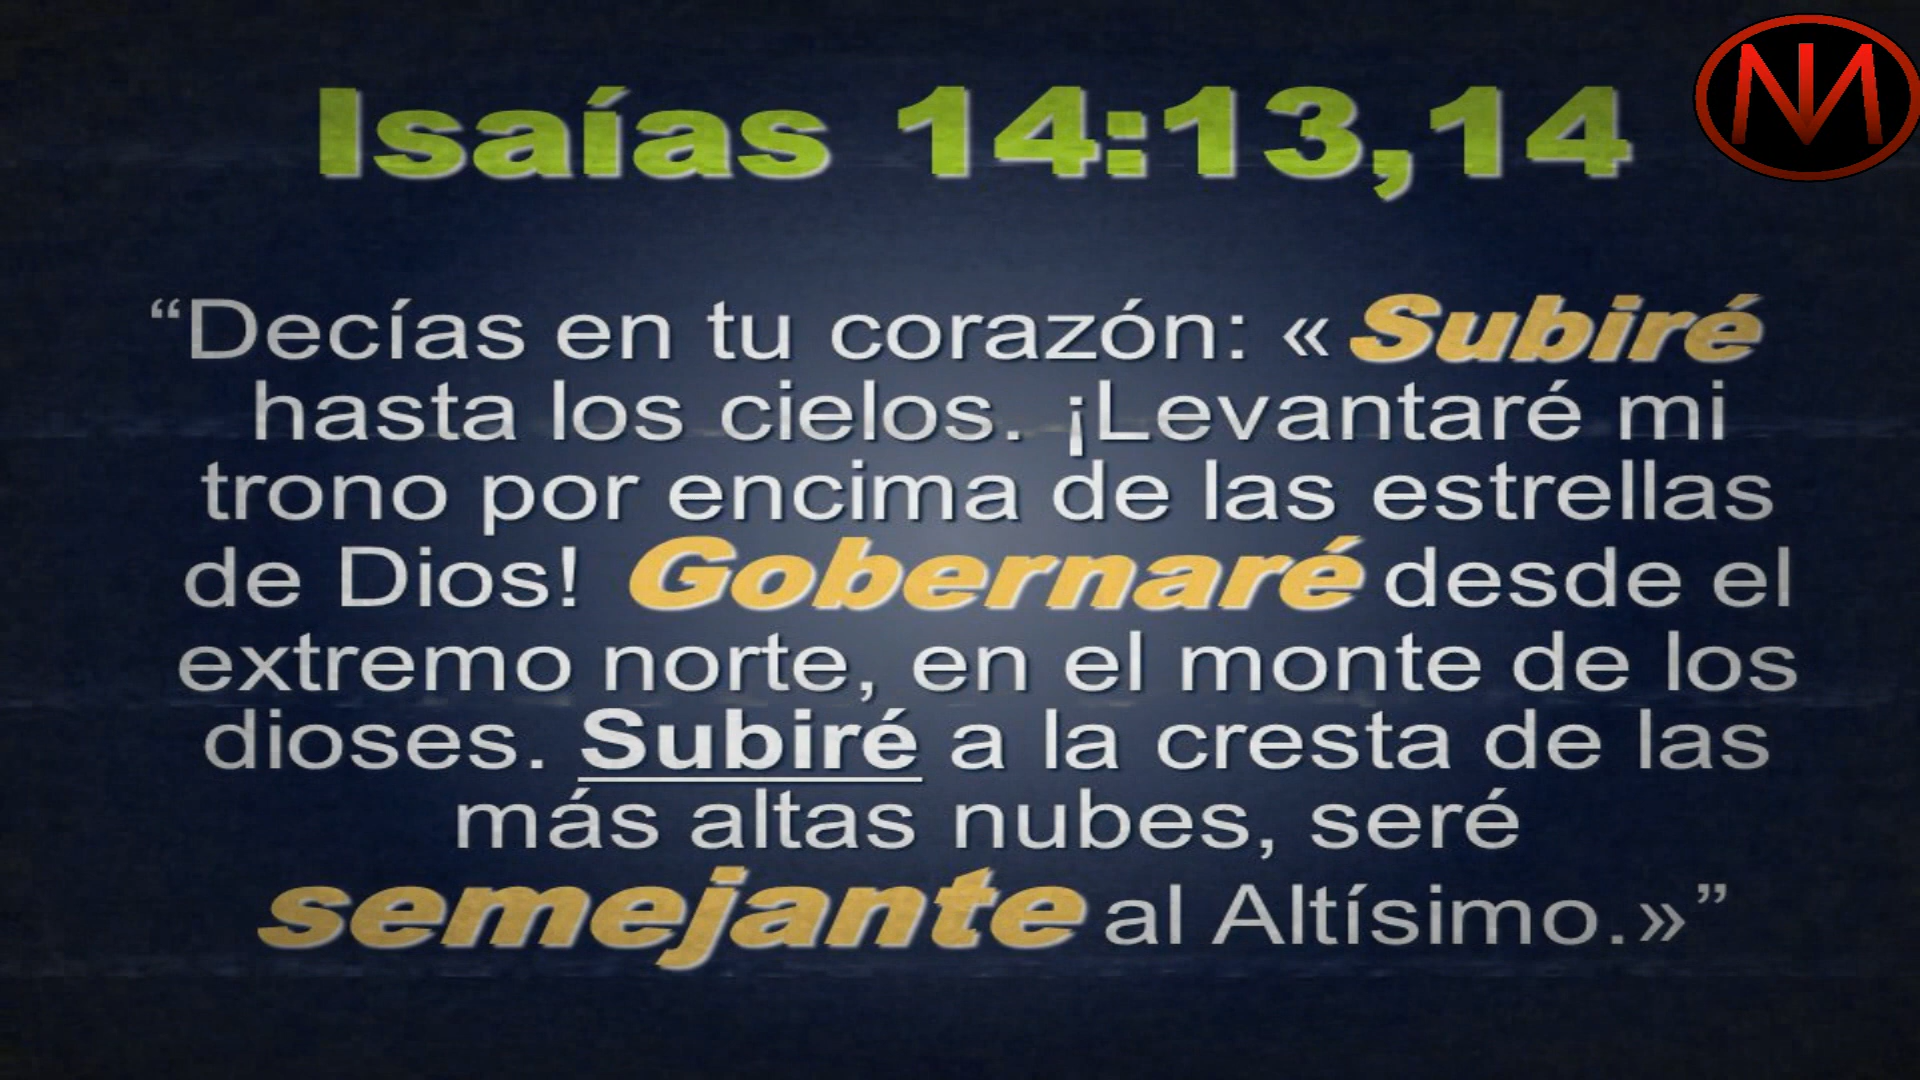 Isaías 14:13,14
“Decías en tu corazón: «Subiré
hasta los cielos. ¡Levantaré mi
trono por encima de las estrellas
de Dios! Gobernaré desde el
extremo norte, en el monte de los
dioses. Subiré a la cresta de las
más altas nubes, seré
semejante al Altísimo.»”